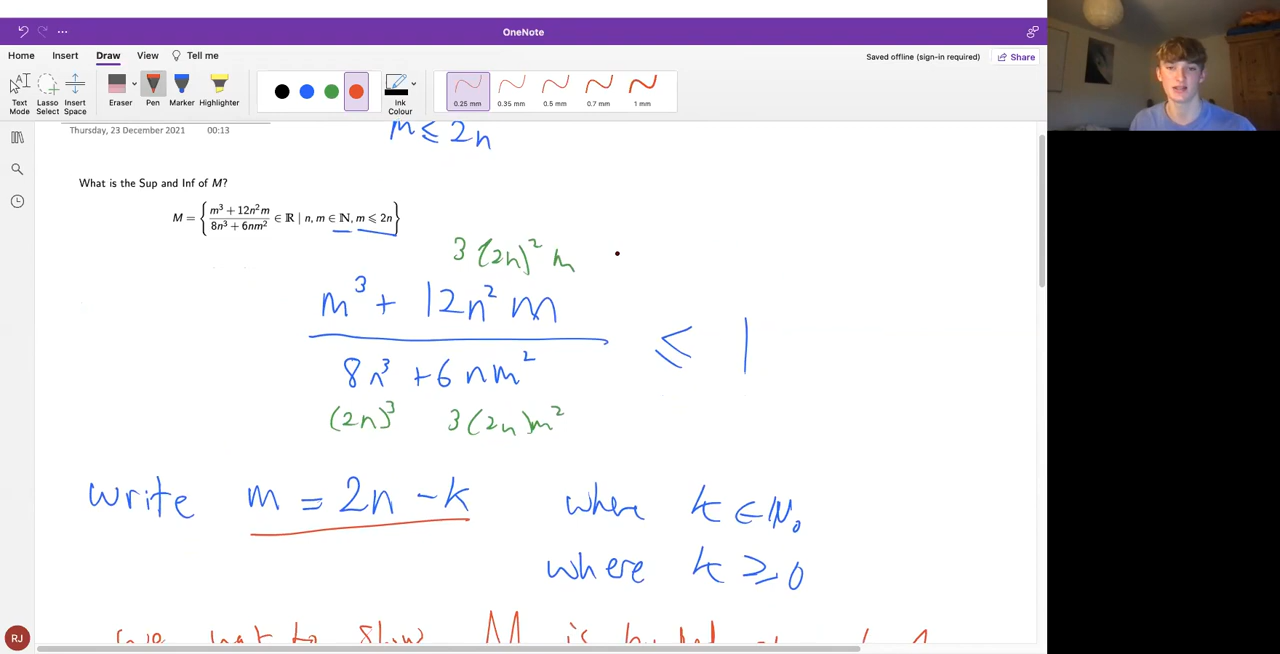 OneNote
Home Insert Draw View Tell me
Saved offline (sign-in required) Share
Text Mode Lasso Select Insert Space Eraser Pen Marker Highlighter Ink Colour 0.25 mm 0.35 mm 0.5 mm 0.7 mm 1 mm
Thursday, 23 December 2021 00:13
m ⩽ 2n
What is the Sup and Inf of M?
M = { (m³ + 12n²m) / (8n³ + 6nm²) ∈ ℝ | n, m ∈ ℕ, m ⩽ 2n }
3(2n)²m
m³ + 12n²m
⩽ 1
8n³ + 6nm²
(2n)³ 3(2n)m²
write m = 2n - k where k ∈ ℕ₀
where k ⩾ 0
to show M is
RJ